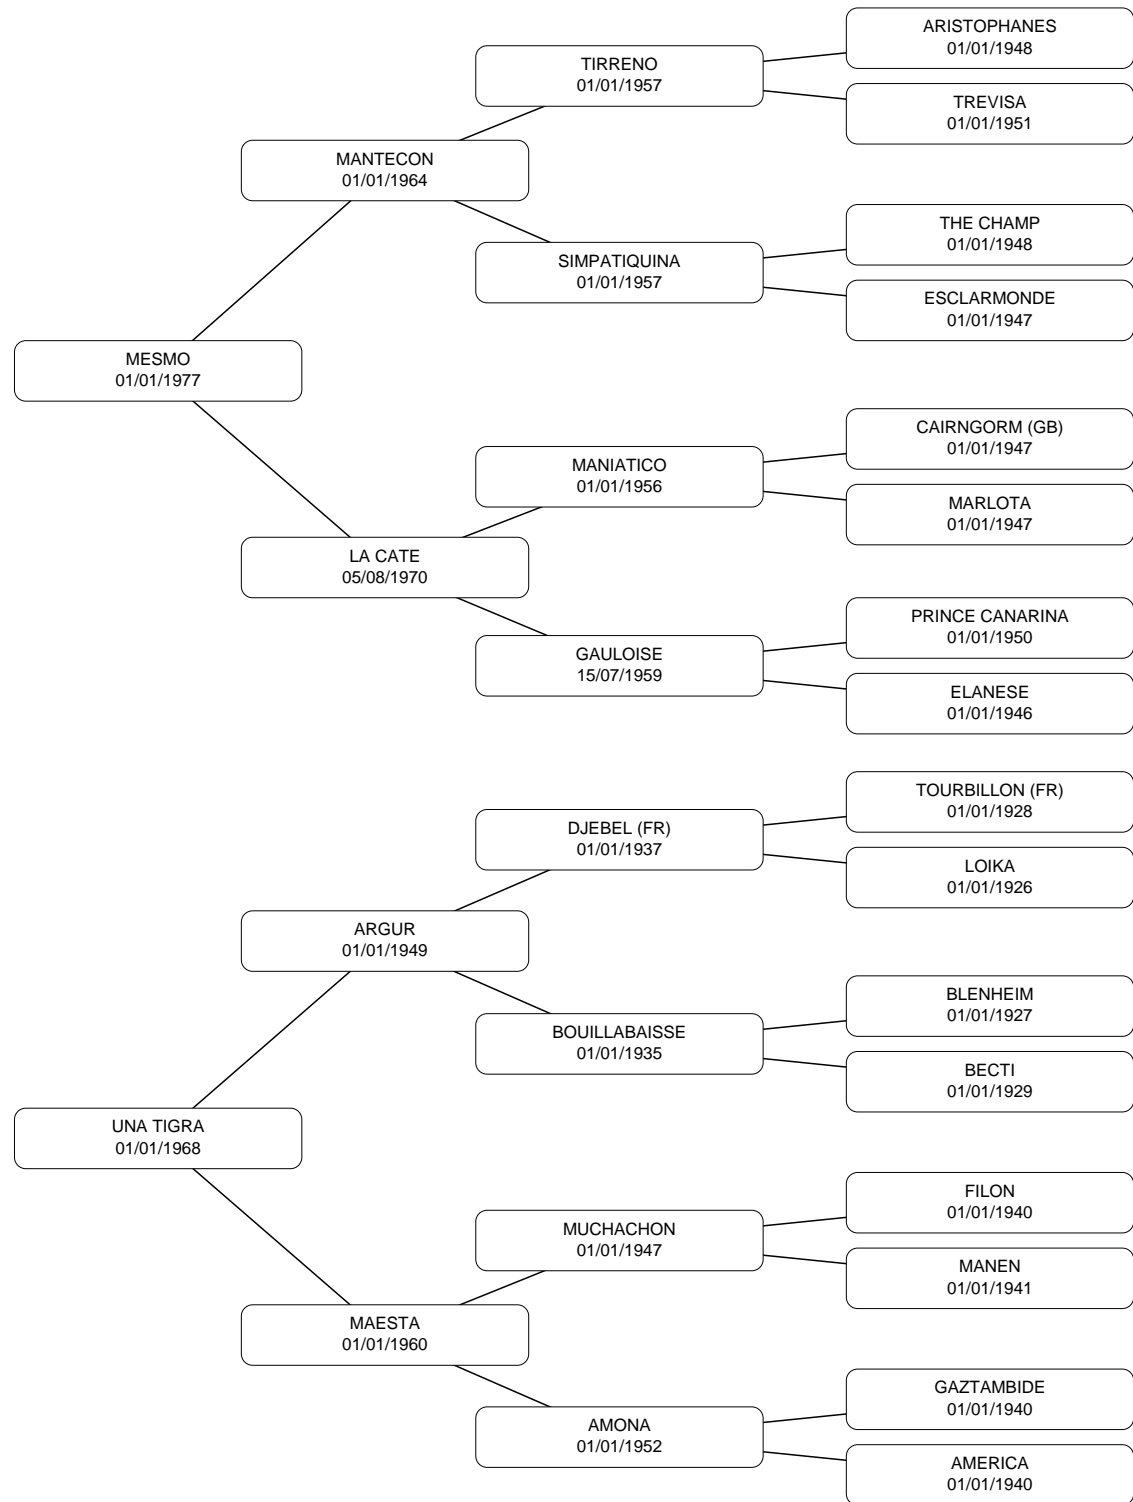 ARISTOPHANES
01/01/1948
TIRRENO
01/01/1957
TREVISA
01/01/1951
MANTECON
01/01/1964
THE CHAMP
01/01/1948
SIMPATIQUINA
01/01/1957
ESCLARMONDE
01/01/1947
MESMO
01/01/1977
CAIRNGORM (GB)
01/01/1947
MANIATICO
01/01/1956
MARLOTA
01/01/1947
LA CATE
05/08/1970
PRINCE CANARINA
01/01/1950
GAULOISE
15/07/1959
ELANESE
01/01/1946
TOURBILLON (FR)
01/01/1928
DJEBEL (FR)
01/01/1937
LOIKA
01/01/1926
ARGUR
01/01/1949
BLENHEIM
01/01/1927
BOUILLABAISSE
01/01/1935
BECTI
01/01/1929
UNA TIGRA
01/01/1968
FILON
01/01/1940
MUCHACHON
01/01/1947
MANEN
01/01/1941
MAESTA
01/01/1960
GAZTAMBIDE
01/01/1940
AMONA
01/01/1952
AMERICA
01/01/1940